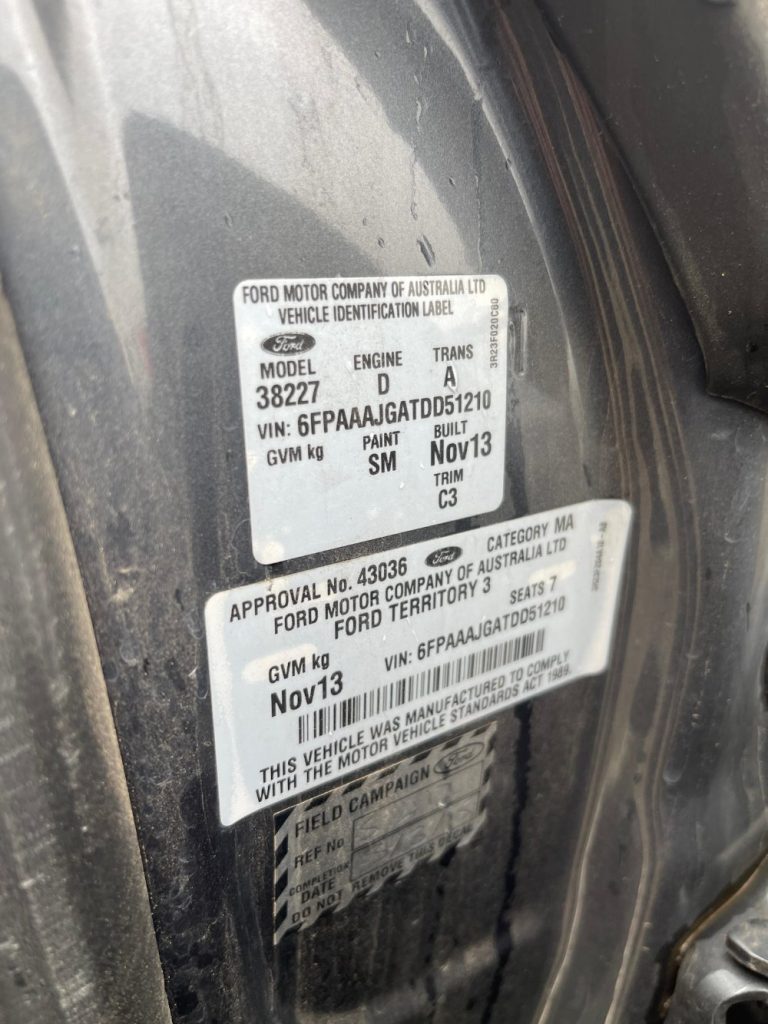 FORD MOTOR COMPANY OF AUSTRALIA LTD
VEHICLE IDENTIFICATION LABEL
Ford
MODEL ENGINE TRANS
38227 D A
VIN: 6FPAAAJGATDD51210
GVM kg PAINT BUILT
SM Nov13
TRIM
C3
3R23F020C80
APPROVAL No. 43036 Ford CATEGORY MA
FORD MOTOR COMPANY OF AUSTRALIA LTD
FORD TERRITORY 3
SEATS 7
GVM kg VIN: 6FPAAAJGATDD51210
Nov13
THIS VEHICLE WAS MANUFACTURED TO COMPLY
WITH THE MOTOR VEHICLE STANDARDS ACT 1989.
FIELD CAMPAIGN Ford
REF No
COMPLETION
DATE
DO NOT REMOVE THIS DECAL